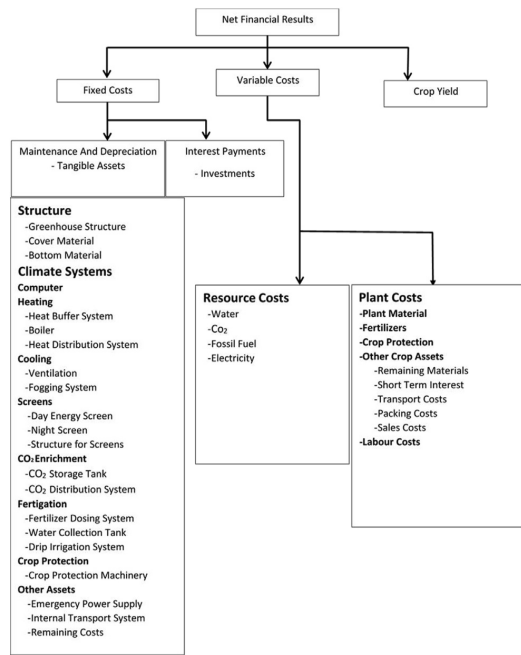 Net Financial Results
Fixed Costs
Variable Costs
Crop Yield
Maintenance And Depreciation
- Tangible Assets
Interest Payments
- Investments
Structure
-Greenhouse Structure
-Cover Material
-Bottom Material
Climate Systems
Computer
Heating
-Heat Buffer System
-Boiler
-Heat Distribution System
Cooling
-Ventilation
-Fogging System
Screens
-Day Energy Screen
-Night Screen
-Structure for Screens
CO₂ Enrichment
-CO₂ Storage Tank
-CO₂ Distribution System
Fertigation
-Fertilizer Dosing System
-Water Collection Tank
-Drip Irrigation System
Crop Protection
-Crop Protection Machinery
Other Assets
-Emergency Power Supply
-Internal Transport System
-Remaining Costs
Resource Costs
-Water
-Co₂
-Fossil Fuel
-Electricity
Plant Costs
-Plant Material
-Fertilizers
-Crop Protection
-Other Crop Assets
-Remaining Materials
-Short Term Interest
-Transport Costs
-Packing Costs
-Sales Costs
-Labour Costs